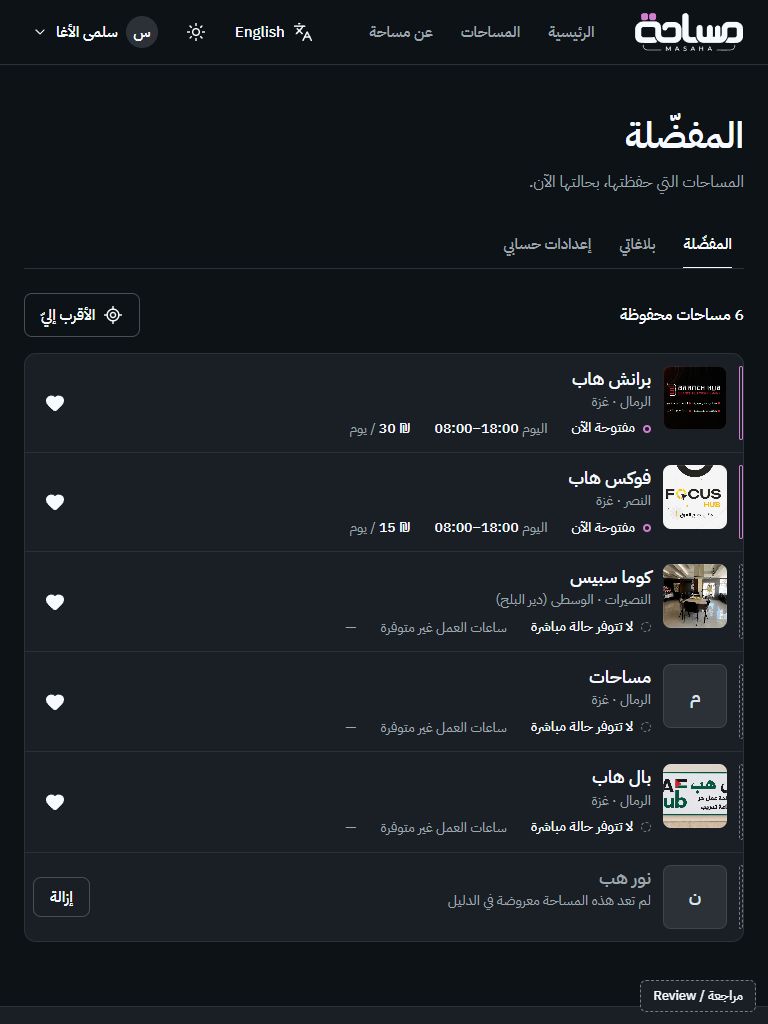 مساحة
MASAHA
الرئيسية
المساحات
عن مساحة
English
س
سلمى الأغا
المفضّلة
المساحات التي حفظتها، بحالتها الآن.
المفضّلة
بلاغاتي
إعدادات حسابي
6 مساحات محفوظة
الأقرب إليّ
برانش هاب
الرمال · غزة
مفتوحة الآن
اليوم 08:00–18:00
₪ 30 / يوم
BRANCH HUB
فوكس هاب
النصر · غزة
مفتوحة الآن
اليوم 08:00–18:00
₪ 15 / يوم
FOCUS
HUB
كوما سبيس
النصيرات · الوسطى (دير البلح)
لا تتوفر حالة مباشرة
ساعات العمل غير متوفرة
—
م
مساحات
الرمال · غزة
لا تتوفر حالة مباشرة
ساعات العمل غير متوفرة
—
بال هاب
الرمال · غزة
لا تتوفر حالة مباشرة
ساعات العمل غير متوفرة
—
هب
ub
ن
نور هب
لم تعد هذه المساحة معروضة في الدليل
إزالة
مراجعة / Review